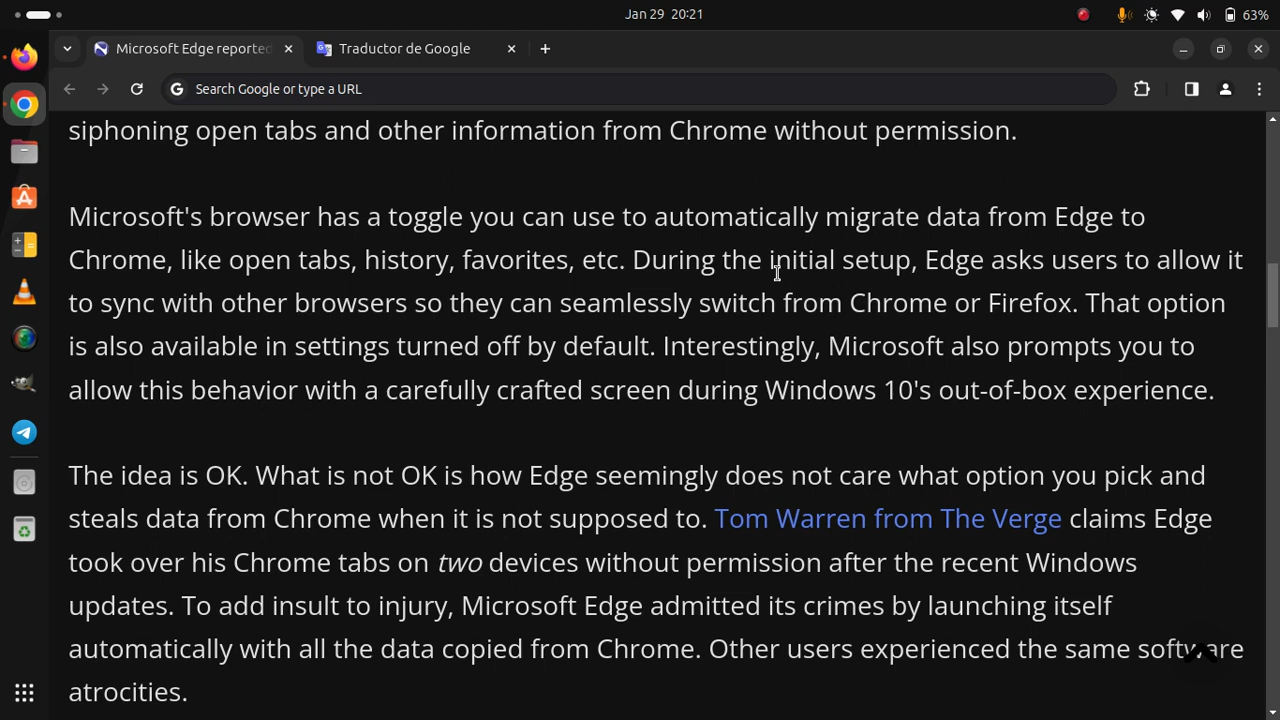 Jan 29 20:21
63%
Microsoft Edge reported
Traductor de Google
Search Google or type a URL
siphoning open tabs and other information from Chrome without permission.
Microsoft's browser has a toggle you can use to automatically migrate data from Edge to
Chrome, like open tabs, history, favorites, etc. During the initial setup, Edge asks users to allow it
to sync with other browsers so they can seamlessly switch from Chrome or Firefox. That option
is also available in settings turned off by default. Interestingly, Microsoft also prompts you to
allow this behavior with a carefully crafted screen during Windows 10's out-of-box experience.
The idea is OK. What is not OK is how Edge seemingly does not care what option you pick and
steals data from Chrome when it is not supposed to. Tom Warren from The Verge claims Edge
took over his Chrome tabs on two devices without permission after the recent Windows
updates. To add insult to injury, Microsoft Edge admitted its crimes by launching itself
automatically with all the data copied from Chrome. Other users experienced the same software
atrocities.